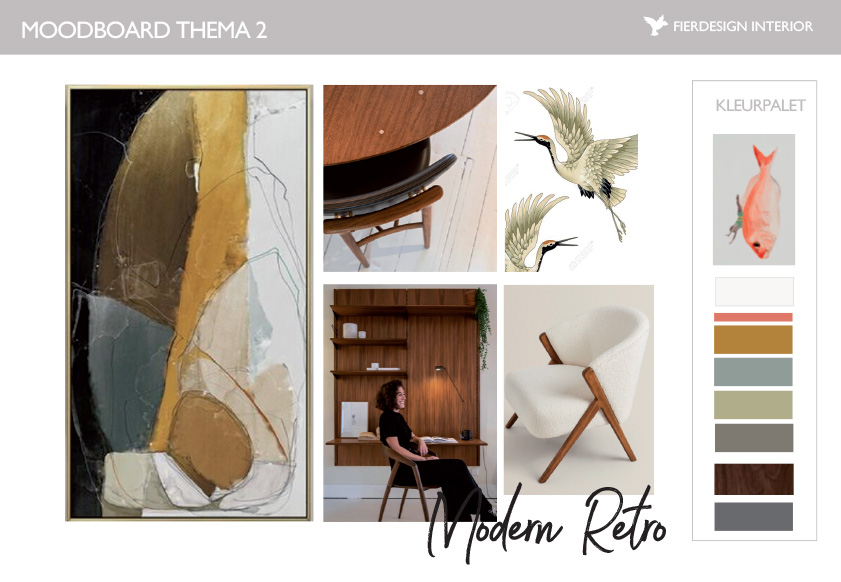 MOODBOARD THEMA 2
FIERDESIGN INTERIOR
KLEURPALET
Modern Retro